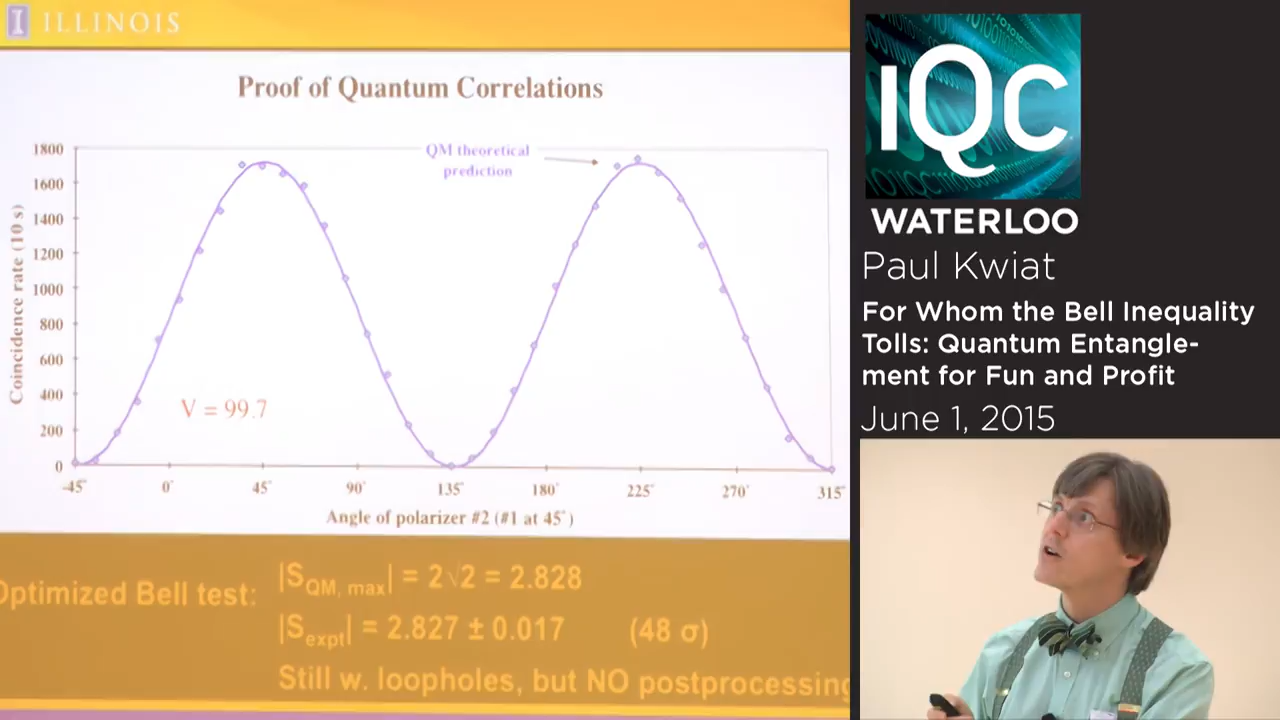 ILLINOIS
Proof of Quantum Correlations
1800
1600
1400
1200
1000
800
600
400
200
0
Coincidence rate (10 s)
QM theoretical
prediction
V = 99.7
-45°
0°
45°
90°
135°
180°
225°
270°
315°
Angle of polarizer #2 (#1 at 45°)
Optimized Bell test:
|S_QM, max| = 2√2 = 2.828
|S_expt| = 2.827 ± 0.017 (48 σ)
Still w. loopholes, but NO postprocessing
IQC
WATERLOO
Paul Kwiat
For Whom the Bell Inequality
Tolls: Quantum Entangle-
ment for Fun and Profit
June 1, 2015